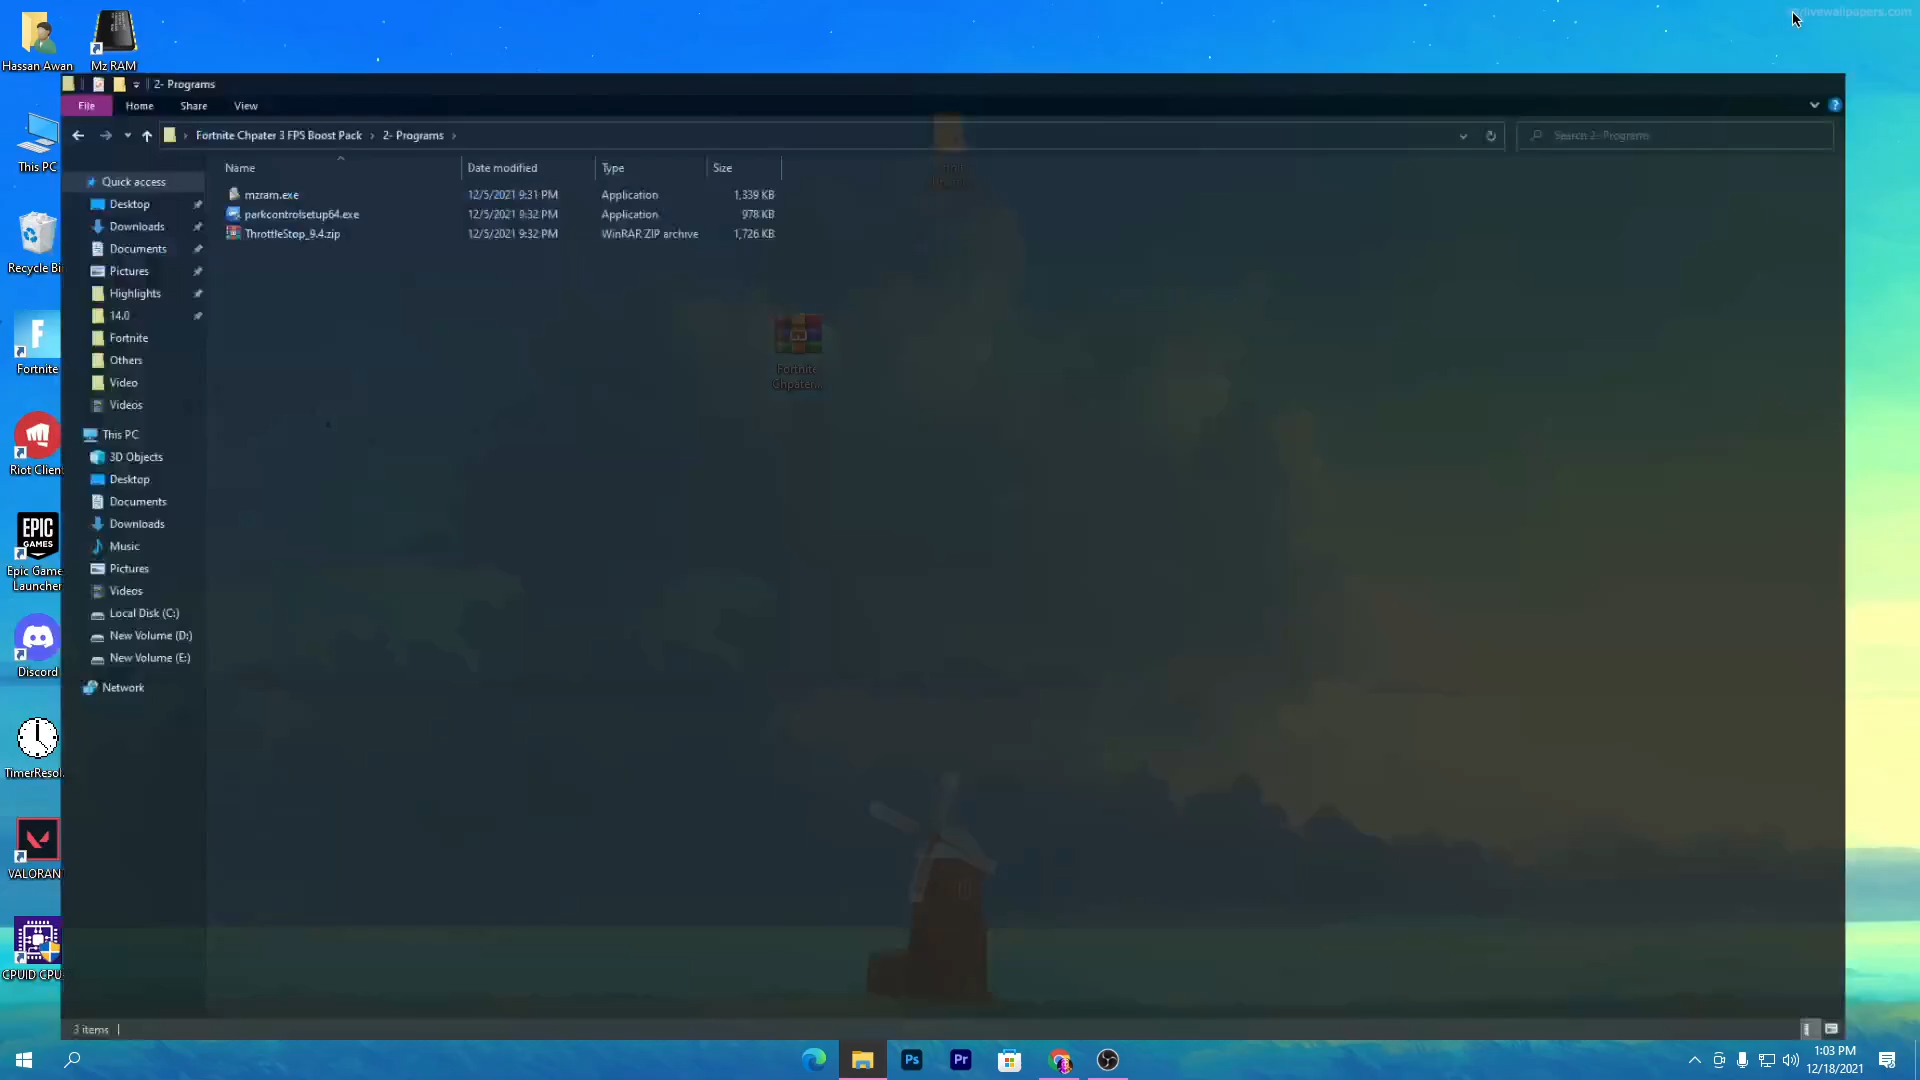 divewallpapers.com
Hassan Awan
Mz RAM
2- Programs
File Home Share View
Fortnite Chpater 3 FPS Boost Pack 2- Programs
Search 2- Programs
Name Date modified Type Size
mzram.exe 12/5/2021 9:31 PM Application 1,339 KB
parkcontrolsetup64.exe 12/5/2021 9:32 PM Application 978 KB
ThrottleStop_9.4.zip 12/5/2021 9:32 PM WinRAR ZIP archive 1,726 KB
Quick access
Desktop
Downloads
Documents
Pictures
Highlights
14.0
Fortnite
Others
Video
Videos
This PC
3D Objects
Desktop
Documents
Downloads
Music
Pictures
Videos
Local Disk (C:)
New Volume (D:)
New Volume (E:)
Network
Fortnite
Chpater...
This PC
Recycle Bi
F
Fortnite
Riot Clien
EPIC
GAMES
Epic Game
Launcher
Discord
TimerResol.
VALORAN
CPUID CPU-
3 items
Ps
Pr
1:03 PM
12/18/2021